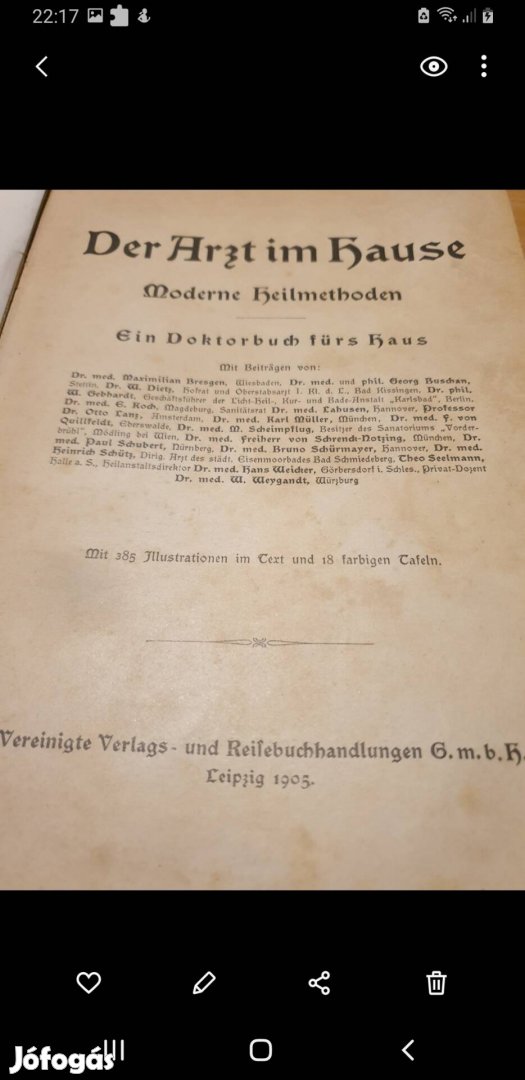 22:17
Der Arzt im Hause
Moderne Heilmethoden
Ein Doktorbuch fürs Haus
Mit Beiträgen von:
Dr. med. Maximilian Bresgen, Wiesbaden, Dr. med. und phil. Georg Buschan,
Stettin, Dr. W. Dietz, Hofrat und Oberstabsarzt I. Kl. d. L., Bad Kissingen, Dr. phil.
W. Gebhardt, Geschäftsführer der Licht-Heil-, Kur- und Bade-Anstalt „Karlsbad", Berlin,
Dr. med. E. Koch, Magdeburg, Sanitätsrat Dr. med. Lahusen, Hannover, Professor
Dr. Otto Lanz, Amsterdam, Dr. med. Karl Müller, München, Dr. med. F. von
Quillfeldt, Eberswalde, Dr. med. M. Scheimpflug, Besitzer des Sanatoriums „Vorder-
brühl", Mödling bei Wien, Dr. med. Freiherr von Schrenck-Notzing, München, Dr.
med. Paul Schubert, Nürnberg, Dr. med. Bruno Schürmayer, Hannover, Dr. med.
Heinrich Schütz, Dirig. Arzt des städt. Eisenmoorbades Bad Schmiedeberg, Theo Seelmann,
Halle a. S., Heilanstaltsdirektor Dr. med. Hans Weicker, Görbersdorf i. Schles., Privat-Dozent
Dr. med. W. Weygandt, Würzburg
Mit 385 Illustrationen im Text und 18 farbigen Tafeln.
Vereinigte Verlags- und Reisebuchhandlungen G.m.b.H.
Leipzig 1905.
Jófogás